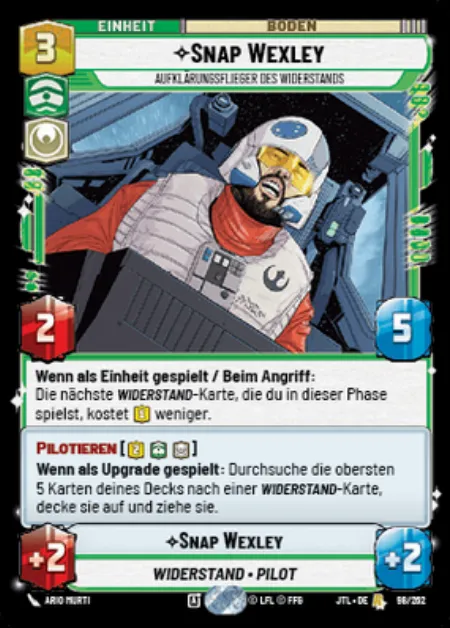 EINHEIT
BODEN
3
SNAP WEXLEY
AUFKLÄRUNGSFLIEGER DES WIDERSTANDS
2
5
Wenn als Einheit gespielt / Beim Angriff:
Die nächste WIDERSTAND-Karte, die du in dieser Phase
spielst, kostet 1 weniger.
PILOTIEREN [2]
Wenn als Upgrade gespielt: Durchsuche die obersten
5 Karten deines Decks nach einer WIDERSTAND-Karte,
decke sie auf und ziehe sie.
+2
SNAP WEXLEY
+2
WIDERSTAND • PILOT
ARIO MURTI
© LFL © FFG
JTL • DE
98/262